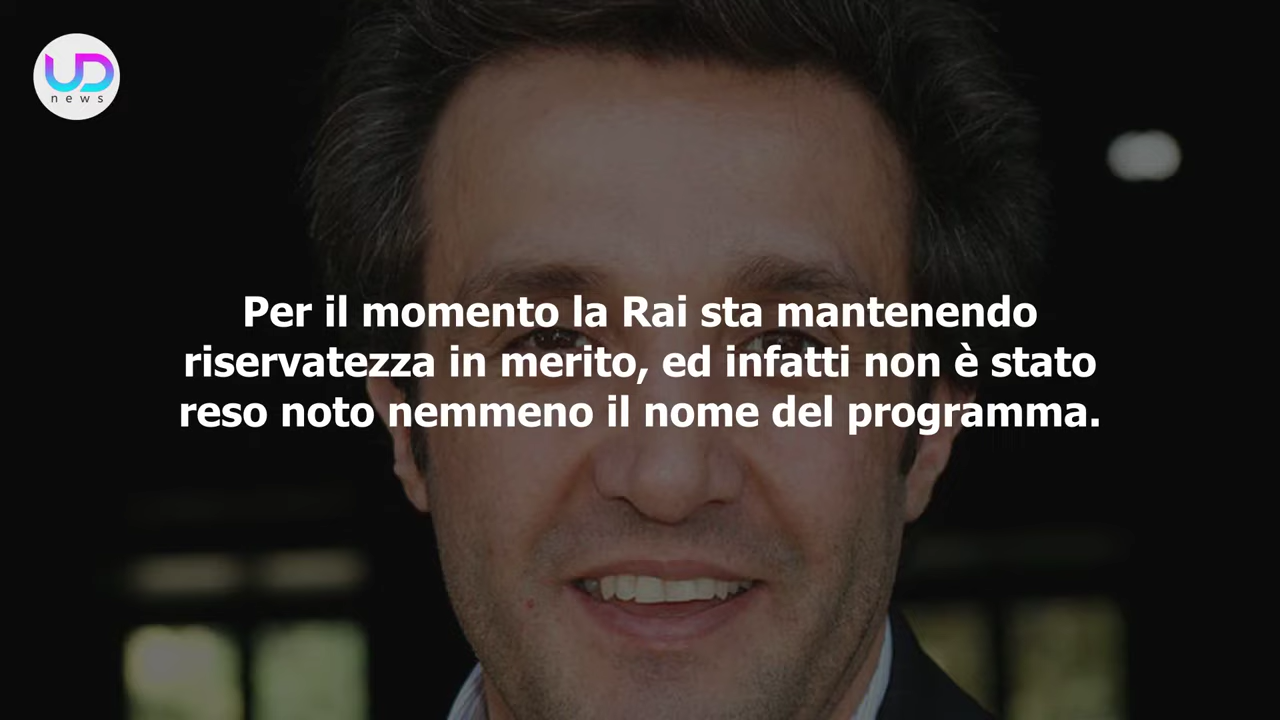 UD
news
Per il momento la Rai sta mantenendo
riservatezza in merito, ed infatti non è stato
reso noto nemmeno il nome del programma.